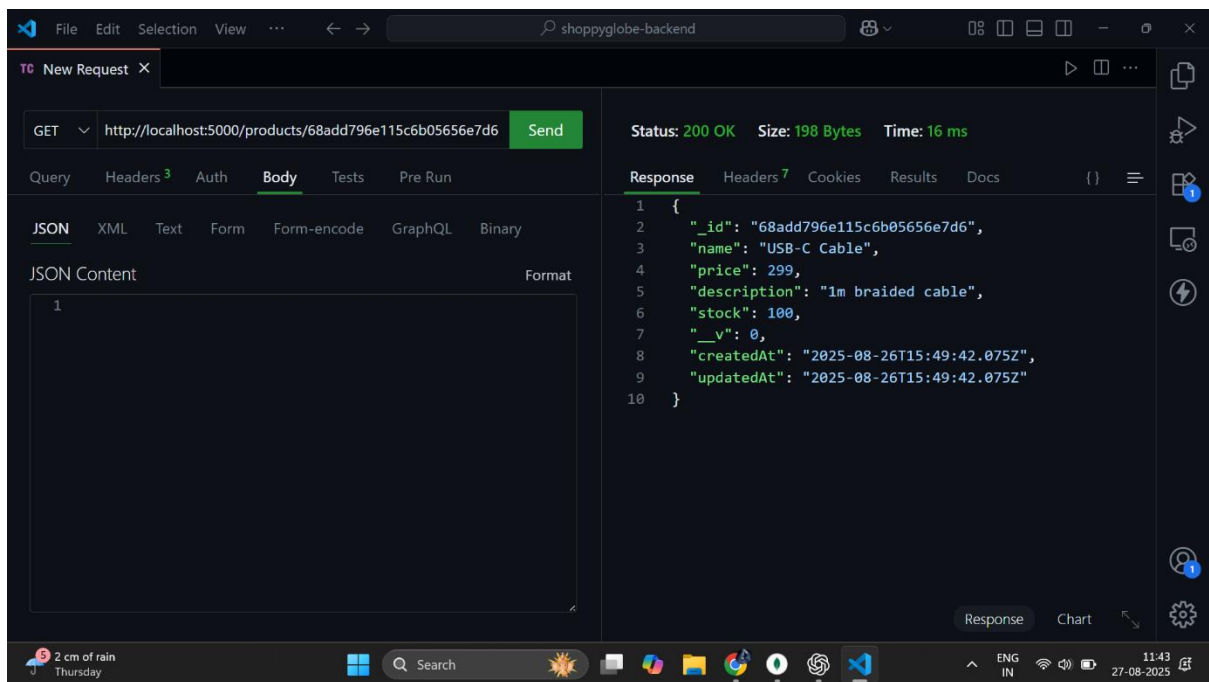 File Edit Selection View ··· shoppyglobe-backend
TC New Request
GET http://localhost:5000/products/68add796e115c6b05656e7d6 Send
Status: 200 OK Size: 198 Bytes Time: 16 ms
Query Headers 3 Auth Body Tests Pre Run
Response Headers 7 Cookies Results Docs {}
JSON XML Text Form Form-encode GraphQL Binary
JSON Content Format
1
1 {
2 "_id": "68add796e115c6b05656e7d6",
3 "name": "USB-C Cable",
4 "price": 299,
5 "description": "1m braided cable",
6 "stock": 100,
7 "__v": 0,
8 "createdAt": "2025-08-26T15:49:42.075Z",
9 "updatedAt": "2025-08-26T15:49:42.075Z"
10 }
1
1
Response Chart
5 2 cm of rain
Thursday
Search
ENG
IN
11:43
27-08-2025